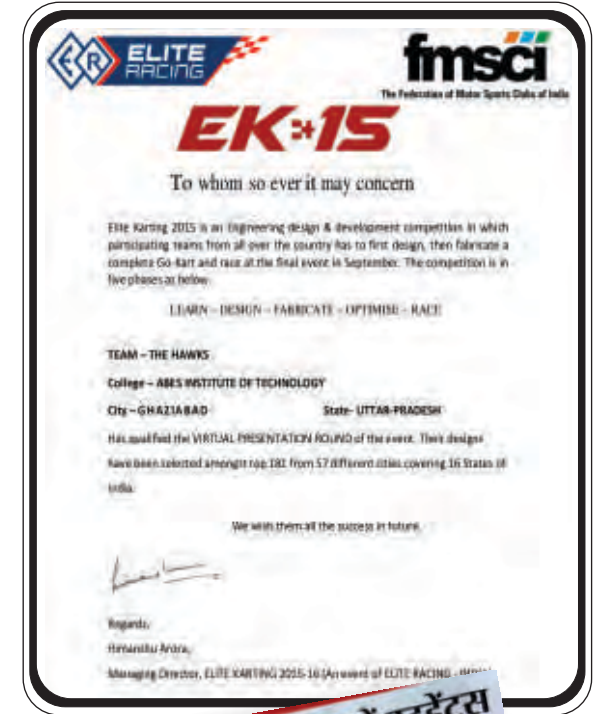 ELITE
RACING
fmsci
The Federation of Motor Sports Clubs of India
EK-15
To whom so ever it may concern
Elite Karting 2015 is an Engineering design & development competition in which
participating teams from all over the country has to first design, then fabricate a
complete Go-Kart and race at the final event in September. The competition is in
five phases as below.
LEARN – DESIGN – FABRICATE – OPTIMISE – RACE
TEAM – THE HAWKS
College – ABES INSTITUTE OF TECHNOLOGY
City – GHAZIABAD State- UTTAR-PRADESH
Has qualified the VIRTUAL PRESENTATION ROUND of the event. Their designs
have been selected amongst top 181 from 57 different cities covering 16 States of
India.
We wish them all the success in future.
Regards,
Himanshu Arora,
Managing Director, ELITE KARTING 2015-16 (An event of ELITE RACING -